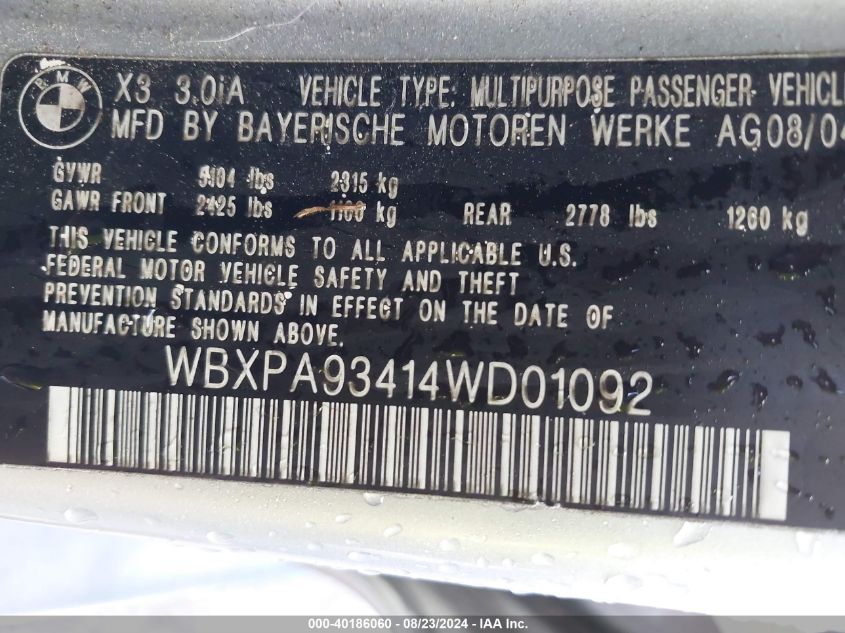 BMW
X3 3.0iA VEHICLE TYPE: MULTIPURPOSE PASSENGER VEHICL
MFD BY BAYERISCHE MOTOREN WERKE AG08/04
GVWR 5104 lbs 2315 kg
GAWR FRONT 2425 lbs 1100 kg REAR 2778 lbs 1260 kg
THIS VEHICLE CONFORMS TO ALL APPLICABLE U.S.
FEDERAL MOTOR VEHICLE SAFETY AND THEFT
PREVENTION STANDARDS IN EFFECT ON THE DATE OF
MANUFACTURE SHOWN ABOVE.
WBXPA93414WD01092
000-40186060 - 08/23/2024 - IAA Inc.